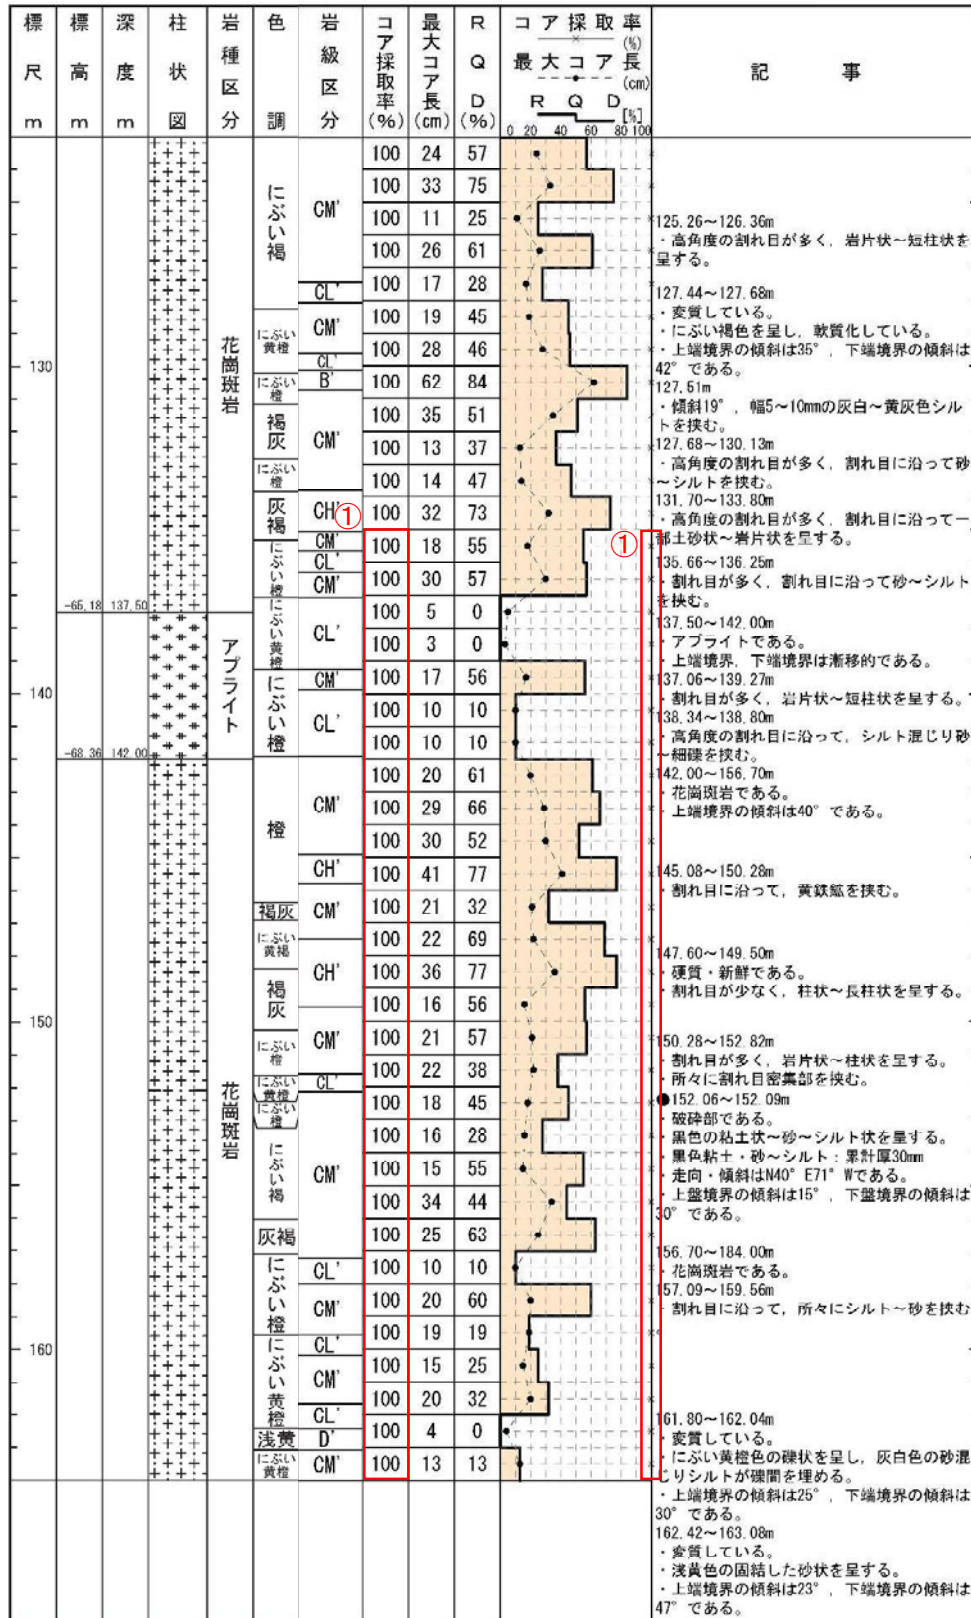 標尺m
標高m
深度m
柱状図
岩種区分
色調
岩級区分
コア採取率(%)
最大コア長(cm)
RQD(%)
コア採取率(%)
最大コア長(cm)
RQD[%]
0 20 40 60 80 100
記事
100 24 57
100 33 75
100 11 25
100 26 61
100 17 28
100 19 45
100 28 46
100 62 84
100 35 51
100 13 37
100 14 47
100 32 73
100 18 55
100 30 57
100 5 0
100 3 0
100 17 56
100 10 10
100 10 10
100 20 61
100 29 66
100 30 52
100 41 77
100 21 32
100 22 69
100 36 77
100 16 56
100 21 57
100 22 38
100 18 45
100 16 28
100 15 55
100 34 44
100 25 63
100 10 10
100 20 60
100 19 19
100 15 25
100 20 32
100 4 0
100 13 13
130
140
150
160
-65.18 137.50
-68.36 142.00
花崗斑岩
アプライト
花崗斑岩
にぶい褐
にぶい黄橙
にぶい橙
褐灰
にぶい橙
灰褐
にぶい橙
にぶい黄橙
にぶい橙
橙
褐灰
にぶい黄褐
褐灰
にぶい橙
にぶい黄橙
にぶい橙
にぶい褐
灰褐
にぶい橙
にぶい黄橙
浅黄
にぶい黄橙
CM'
CL'
CM'
CL'
B'
CM'
CH'
CM'
CL'
CM'
CL'
CM'
CL'
CM'
CH'
CM'
CH'
CM'
CL'
CM'
CL'
CM'
CL'
CM'
CL'
D'
CM'
①
①
125.26～126.36m
・高角度の割れ目が多く，岩片状～短柱状を
呈する。
127.44～127.68m
・変質している。
・にぶい褐色を呈し，軟質化している。
・上端境界の傾斜は35°，下端境界の傾斜は
42°である。
127.51m
・傾斜19°，幅5～10mmの灰白～黄灰色シル
トを挟む。
127.68～130.13m
・高角度の割れ目が多く，割れ目に沿って砂
～シルトを挟む。
131.70～133.80m
・高角度の割れ目が多く，割れ目に沿って一
部土砂状～岩片状を呈する。
135.66～136.25m
・割れ目が多く，割れ目に沿って砂～シルト
を挟む。
137.50～142.00m
・アプライトである。
・上端境界，下端境界は漸移的である。
137.06～139.27m
・割れ目が多く，岩片状～短柱状を呈する。
138.34～138.80m
・高角度の割れ目に沿って，シルト混じり砂
～細礫を挟む。
142.00～156.70m
・花崗斑岩である。
・上端境界の傾斜は40°である。
145.08～150.28m
・割れ目に沿って，黄鉄鉱を挟む。
147.60～149.50m
・硬質・新鮮である。
・割れ目が少なく，柱状～長柱状を呈する。
150.28～152.82m
・割れ目が多く，岩片状～柱状を呈する。
・所々に割れ目密集部を挟む。
●152.06～152.09m
・破砕部である。
・黒色の粘土状～砂～シルト状を呈する。
・黒色粘土・砂～シルト：累計厚30mm
・走向・傾斜はN40°E71°Wである。
・上盤境界の傾斜は15°，下盤境界の傾斜は
30°である。
156.70～184.00m
・花崗斑岩である。
157.09～159.56m
・割れ目に沿って，所々にシルト～砂を挟む
161.80～162.04m
・変質している。
・にぶい黄橙色の礫状を呈し，灰白色の砂混
じりシルトが礫間を埋める。
・上端境界の傾斜は25°，下端境界の傾斜は
30°である。
162.42～163.08m
・変質している。
・浅黄色の固結した砂状を呈する。
・上端境界の傾斜は23°，下端境界の傾斜は
47°である。